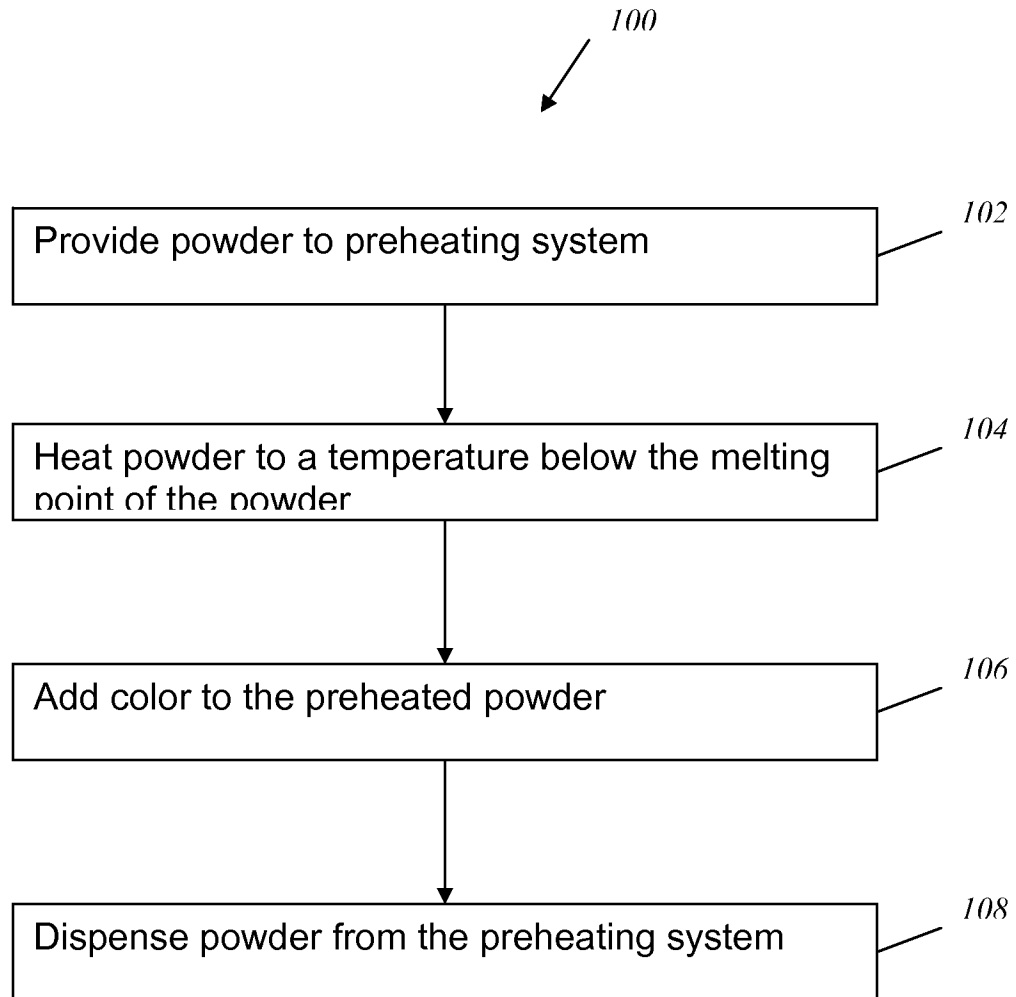 100
Provide powder to preheating system
102
Heat powder to a temperature below the melting
point of the powder
104
Add color to the preheated powder
106
Dispense powder from the preheating system
108